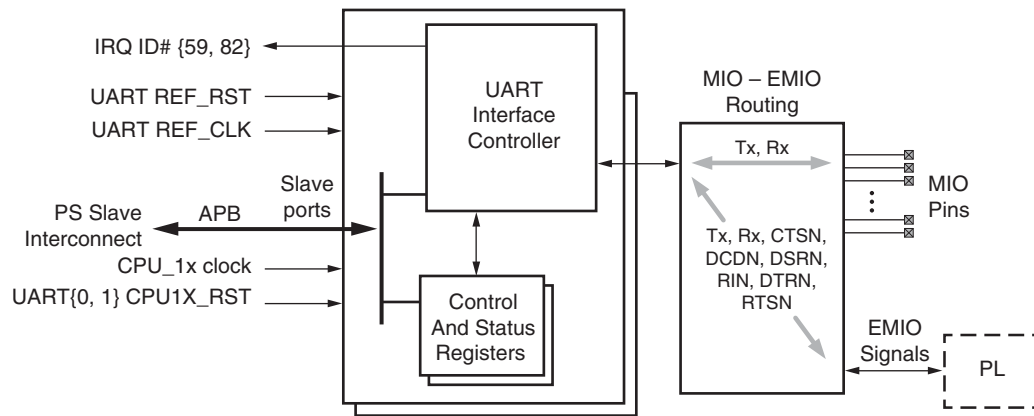 IRQ ID# {59, 82}
UART REF_RST
UART REF_CLK
PS Slave
Interconnect
APB
Slave
ports
CPU_1x clock
UART{0, 1} CPU1X_RST
UART
Interface
Controller
Control
And Status
Registers
MIO – EMIO
Routing
Tx, Rx
Tx, Rx, CTSN,
DCDN, DSRN,
RIN, DTRN,
RTSN
MIO
Pins
EMIO
Signals
PL